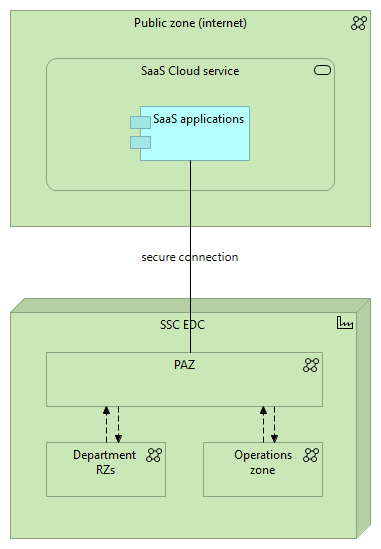 Public zone (internet)
SaaS Cloud service
SaaS applications
secure connection
SSC EDC
PAZ
Department
RZs
Operations
zone